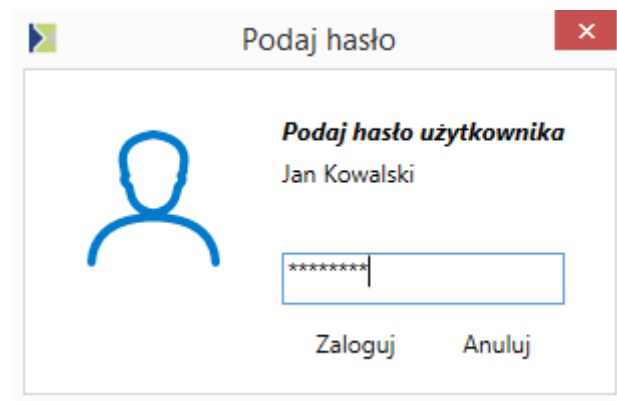 Podaj hasło
Podaj hasło użytkownika
Jan Kowalski
********
Zaloguj Anuluj